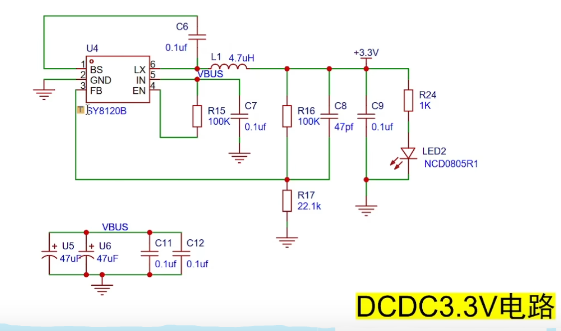 C6
0.1uf
U4
L1 4.7uH
+3.3V
1 BS LX 6
2 GND IN 5
3 FB EN 4
VBUS
SY8120B
R15
100K
C7
0.1uf
R16
100K
C8
47pf
C9
0.1uf
R24
1K
LED2
NCD0805R1
R17
22.1k
VBUS
+ U5
47uF
+ U6
47uF
C11
0.1uf
C12
0.1uf
DCDC3.3V电路